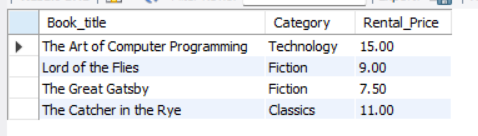 Book_title Category Rental_Price
The Art of Computer Programming Technology 15.00
Lord of the Flies Fiction 9.00
The Great Gatsby Fiction 7.50
The Catcher in the Rye Classics 11.00